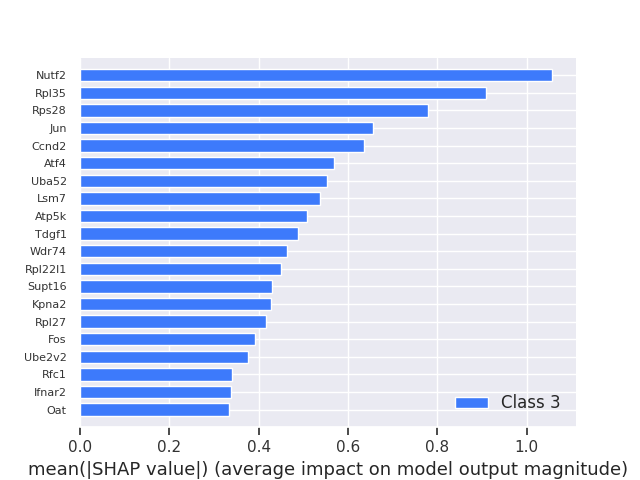 Nutf2
Rpl35
Rps28
Jun
Ccnd2
Atf4
Uba52
Lsm7
Atp5k
Tdgf1
Wdr74
Rpl22l1
Supt16
Kpna2
Rpl27
Fos
Ube2v2
Rfc1
Ifnar2
Oat
Class 3
0.0 0.2 0.4 0.6 0.8 1.0
mean(|SHAP value|) (average impact on model output magnitude)